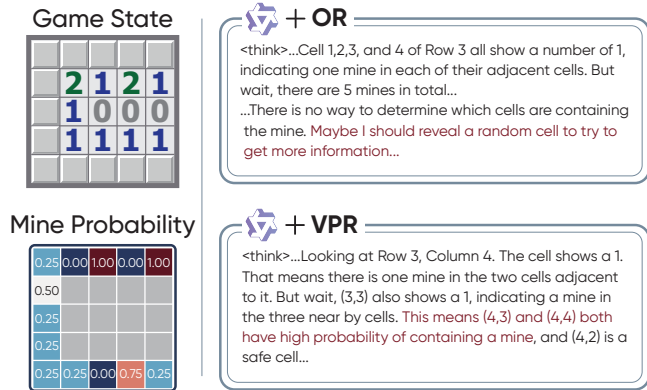 Game State
2 1 2 1
1 0 0 0
1 1 1 1
Mine Probability
0.25 0.00 1.00 0.00 1.00
0.50
0.25
0.25
0.25 0.25 0.00 0.75 0.25
+ OR
<think>...Cell 1,2,3, and 4 of Row 3 all show a number of 1,
indicating one mine in each of their adjacent cells. But
wait, there are 5 mines in total...
...There is no way to determine which cells are containing
the mine. Maybe I should reveal a random cell to try to
get more information...
+ VPR
<think>...Looking at Row 3, Column 4. The cell shows a 1.
That means there is one mine in the two cells adjacent
to it. But wait, (3,3) also shows a 1, indicating a mine in
the three near by cells. This means (4,3) and (4,4) both
have high probability of containing a mine, and (4,2) is a
safe cell...